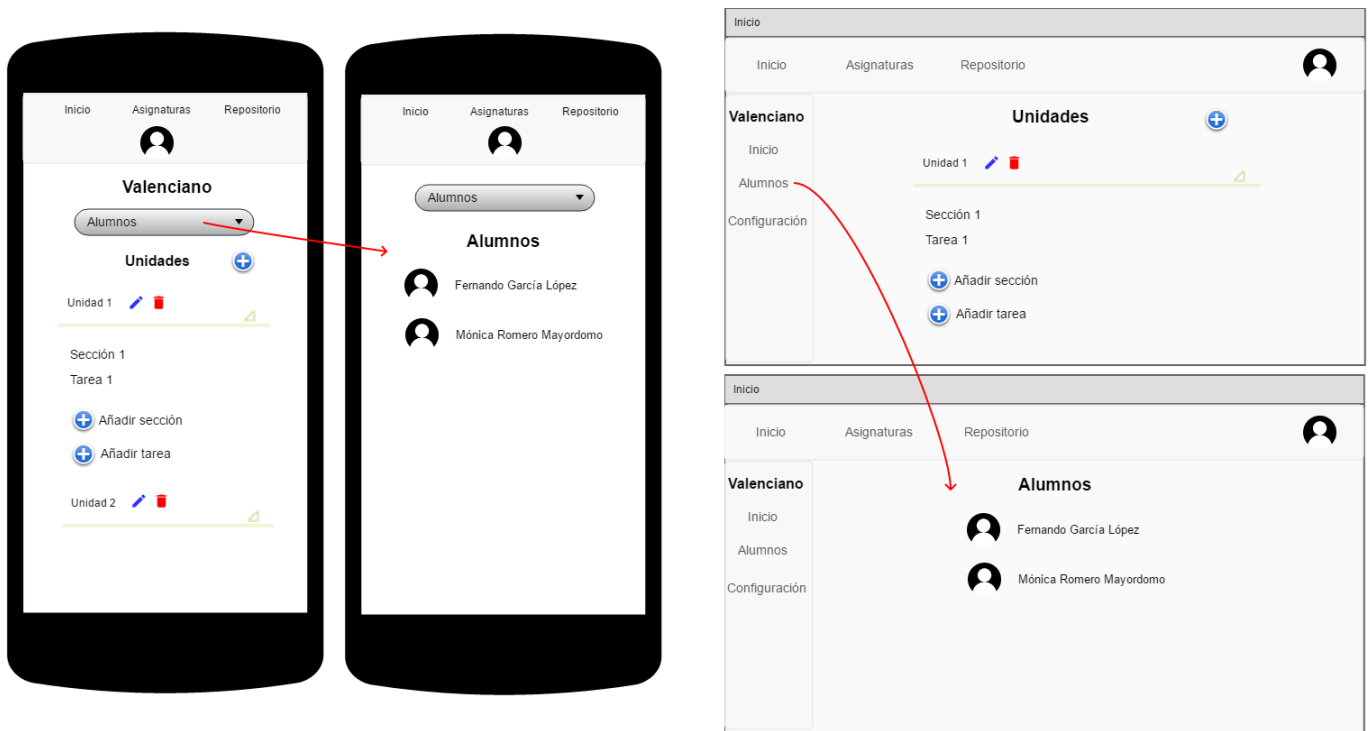 Inicio Asignaturas Repositorio
Valenciano
Alumnos
Unidades
Unidad 1
Sección 1
Tarea 1
Añadir sección
Añadir tarea
Unidad 2
Inicio Asignaturas Repositorio
Alumnos
Alumnos
Fernando García López
Mónica Romero Mayordomo
Inicio
Inicio Asignaturas Repositorio
Valenciano
Inicio
Alumnos
Configuración
Unidades
Unidad 1
Sección 1
Tarea 1
Añadir sección
Añadir tarea
Inicio
Inicio Asignaturas Repositorio
Valenciano
Inicio
Alumnos
Configuración
Alumnos
Fernando García López
Mónica Romero Mayordomo